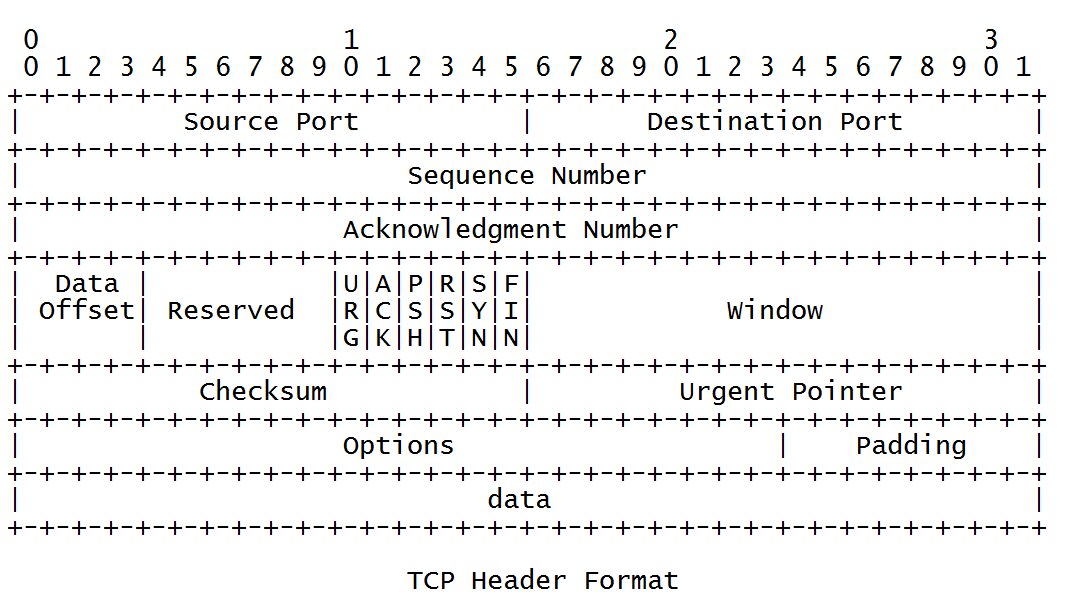 0                   1                   2                   3
 0 1 2 3 4 5 6 7 8 9 0 1 2 3 4 5 6 7 8 9 0 1 2 3 4 5 6 7 8 9 0 1
+-+-+-+-+-+-+-+-+-+-+-+-+-+-+-+-+-+-+-+-+-+-+-+-+-+-+-+-+-+-+-+-+
|          Source Port          |       Destination Port        |
+-+-+-+-+-+-+-+-+-+-+-+-+-+-+-+-+-+-+-+-+-+-+-+-+-+-+-+-+-+-+-+-+
|                        Sequence Number                        |
+-+-+-+-+-+-+-+-+-+-+-+-+-+-+-+-+-+-+-+-+-+-+-+-+-+-+-+-+-+-+-+-+
|                    Acknowledgment Number                      |
+-+-+-+-+-+-+-+-+-+-+-+-+-+-+-+-+-+-+-+-+-+-+-+-+-+-+-+-+-+-+-+-+
|  Data |           |U|A|P|R|S|F|                               |
| Offset| Reserved  |R|C|S|S|Y|I|            Window             |
|       |           |G|K|H|T|N|N|                               |
+-+-+-+-+-+-+-+-+-+-+-+-+-+-+-+-+-+-+-+-+-+-+-+-+-+-+-+-+-+-+-+-+
|           Checksum            |         Urgent Pointer        |
+-+-+-+-+-+-+-+-+-+-+-+-+-+-+-+-+-+-+-+-+-+-+-+-+-+-+-+-+-+-+-+-+
|                    Options                    |    Padding    |
+-+-+-+-+-+-+-+-+-+-+-+-+-+-+-+-+-+-+-+-+-+-+-+-+-+-+-+-+-+-+-+-+
|                             data                              |
+-+-+-+-+-+-+-+-+-+-+-+-+-+-+-+-+-+-+-+-+-+-+-+-+-+-+-+-+-+-+-+-+
                        TCP Header Format